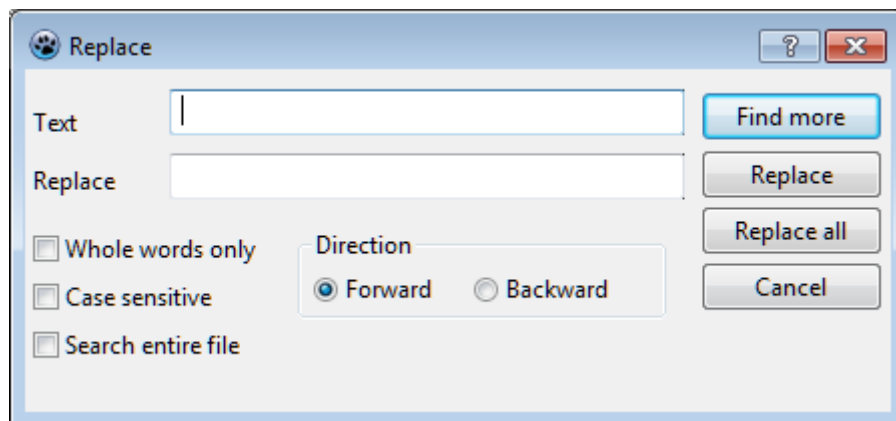 Replace
?
Text
Find more
Replace
Replace
Whole words only
Direction
Replace all
Case sensitive
Forward
Backward
Cancel
Search entire file